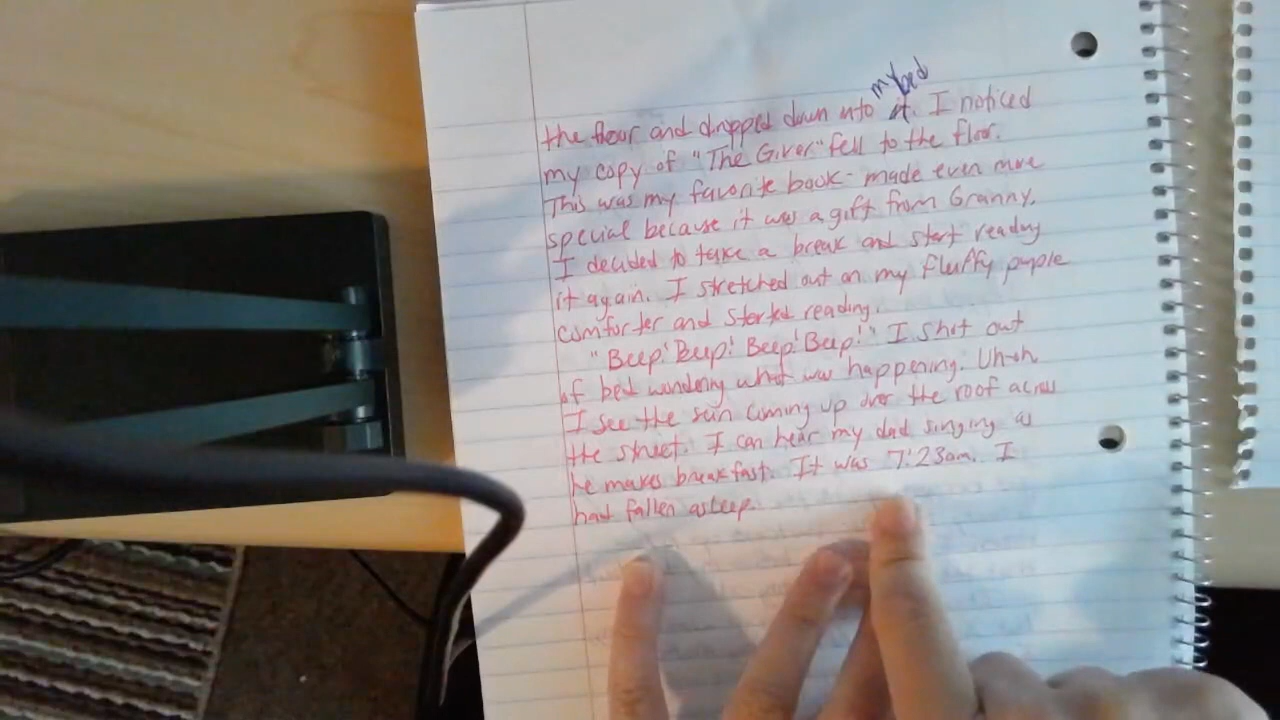 the floor and dropped down into it. my bed I noticed
my copy of "The Giver" fell to the floor.
This was my favorite book - made even more
special because it was a gift from Granny.
I decided to take a break and start reading
it again. I stretched out on my fluffy purple
comforter and started reading.
"Beep! Beep! Beep! Beep!" I shot out
of bed wondering what was happening. Uh-oh
I see the sun coming up over the roof across
the street. I can hear my dad singing as
he makes breakfast. It was 7:23am. I
had fallen asleep.